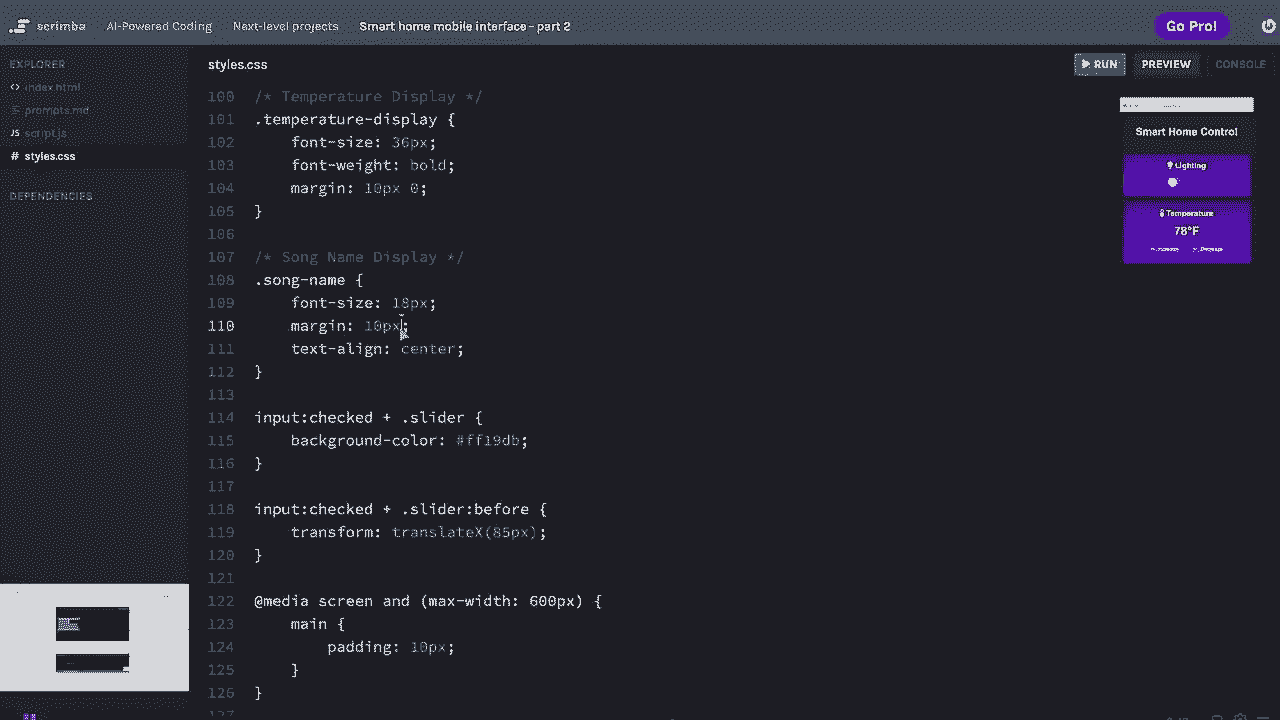 scrimba AI-Powered Coding Next-level projects Smart home mobile interface - part 2 Go Pro!
EXPLORER
styles.css
RUN PREVIEW CONSOLE
<> index.html
prompts.md
JS script.js
# styles.css
DEPENDENCIES
100 /* Temperature Display */
101 .temperature-display {
102 font-size: 36px;
103 font-weight: bold;
104 margin: 10px 0;
105 }
106
107 /* Song Name Display */
108 .song-name {
109 font-size: 18px;
110 margin: 10px;
111 text-align: center;
112 }
113
114 input:checked + .slider {
115 background-color: #ff19db;
116 }
117
118 input:checked + .slider:before {
119 transform: translateX(85px);
120 }
121
122 @media screen and (max-width: 600px) {
123 main {
124 padding: 10px;
125 }
126 }
127
Smart Home Control
Lighting
Temperature
78°F